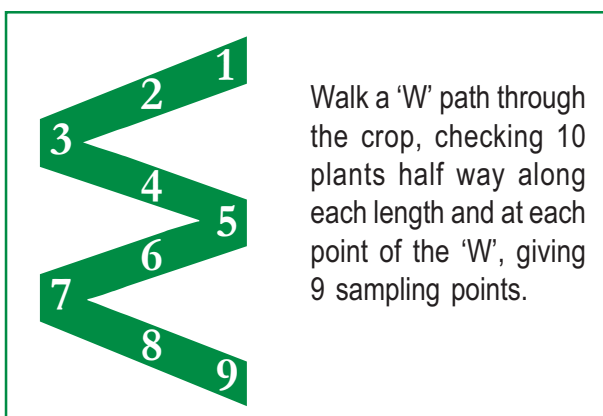 1
2
3
4
5
6
7
8
9
Walk a ‘W’ path through
the crop, checking 10
plants half way along
each length and at each
point of the ‘W’, giving
9 sampling points.